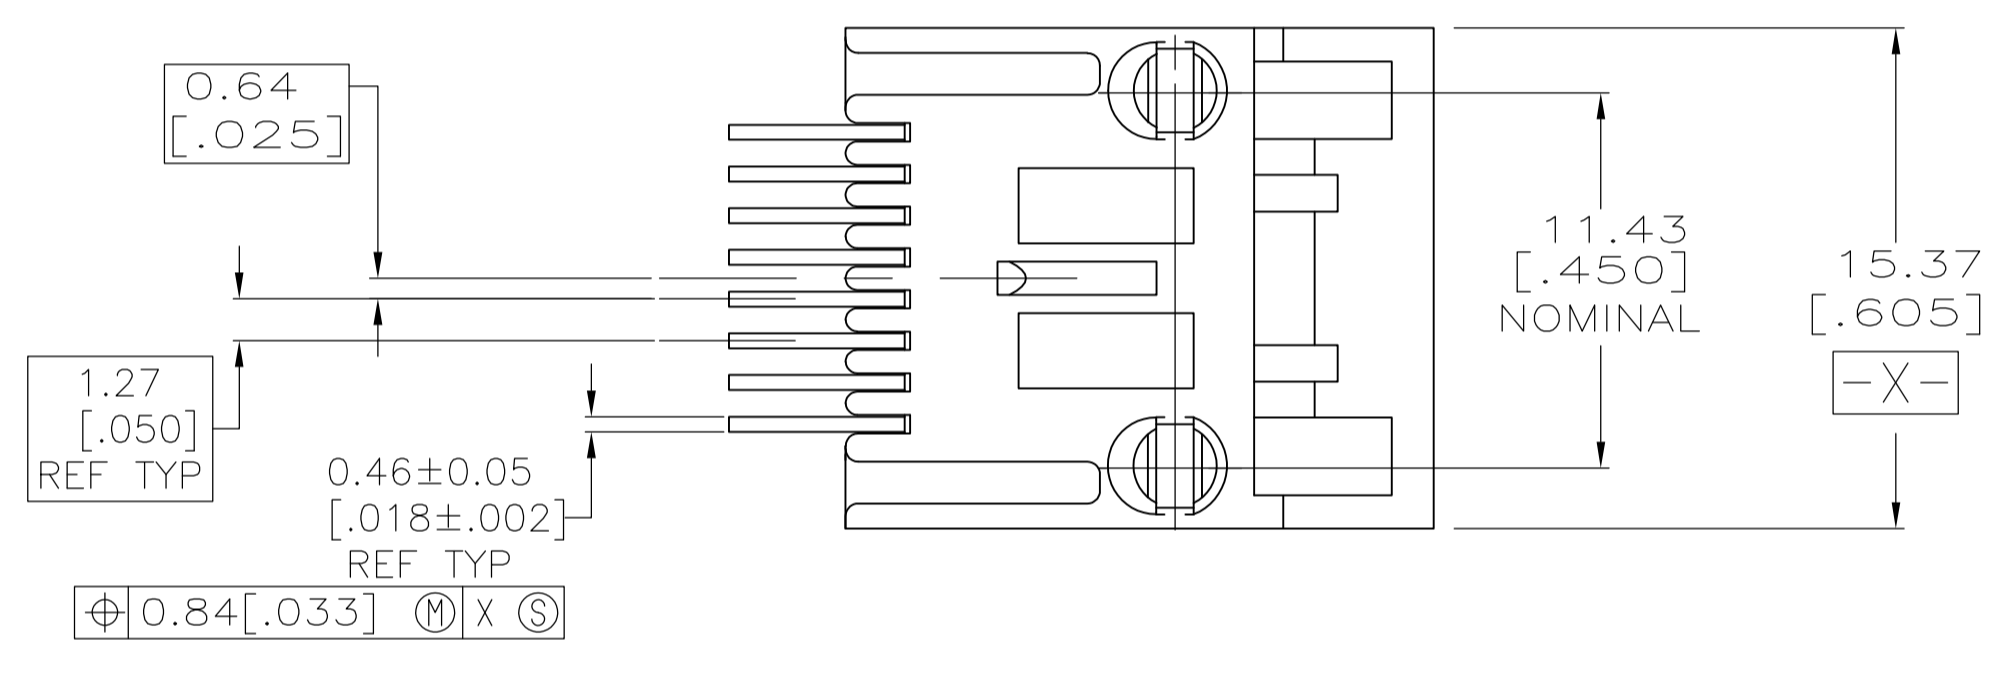 0.64
[.025]
11.43
[.450]
NOMINAL
15.37
[.605]
-X-
1.27
[.050]
REF TYP
0.46±0.05
[.018±.002]
REF TYP
⌖ 0.84[.033] Ⓜ X Ⓢ